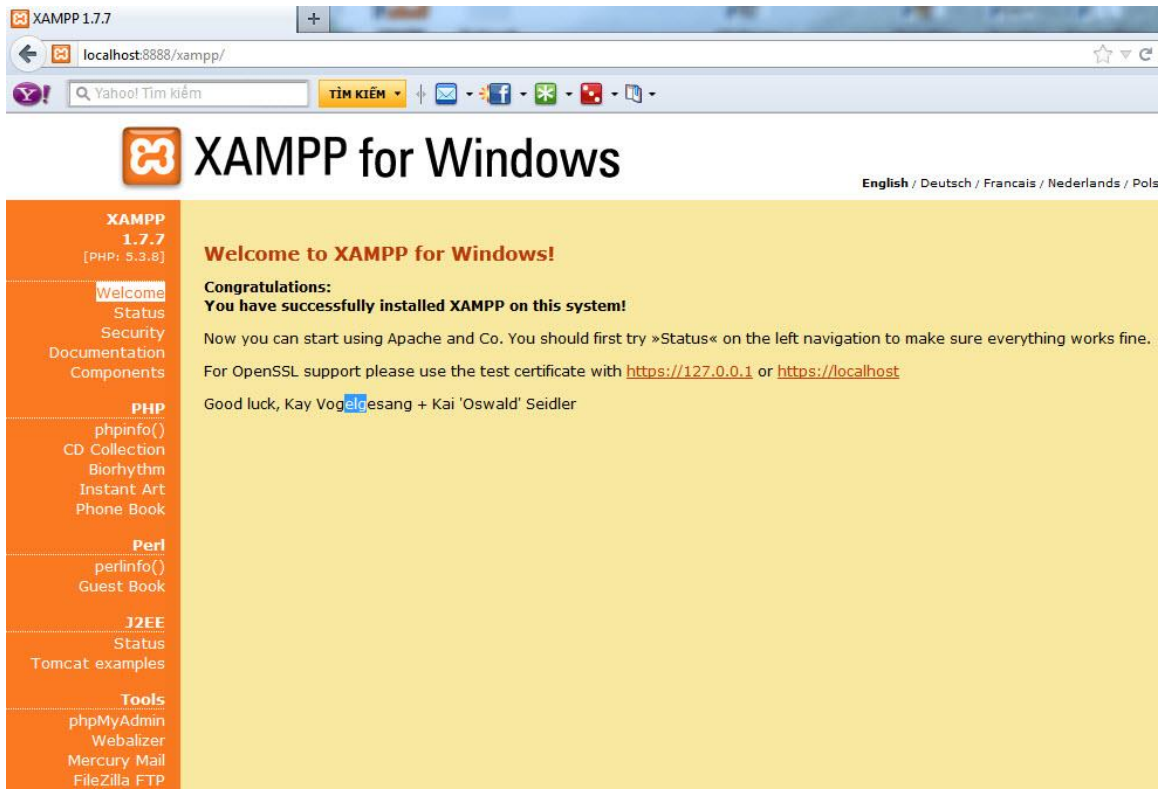 XAMPP 1.7.7
+
localhost:8888/xampp/
Yahoo! Tìm kiếm
TÌM KIẾM
XAMPP for Windows
English / Deutsch / Francais / Nederlands / Pols
XAMPP
1.7.7
[PHP: 5.3.8]
Welcome
Status
Security
Documentation
Components
PHP
phpinfo()
CD Collection
Biorhythm
Instant Art
Phone Book
Perl
perlinfo()
Guest Book
J2EE
Status
Tomcat examples
Tools
phpMyAdmin
Webalizer
Mercury Mail
FileZilla FTP
Welcome to XAMPP for Windows!
Congratulations:
You have successfully installed XAMPP on this system!
Now you can start using Apache and Co. You should first try »Status« on the left navigation to make sure everything works fine.
For OpenSSL support please use the test certificate with https://127.0.0.1 or https://localhost
Good luck, Kay Vogelgesang + Kai 'Oswald' Seidler